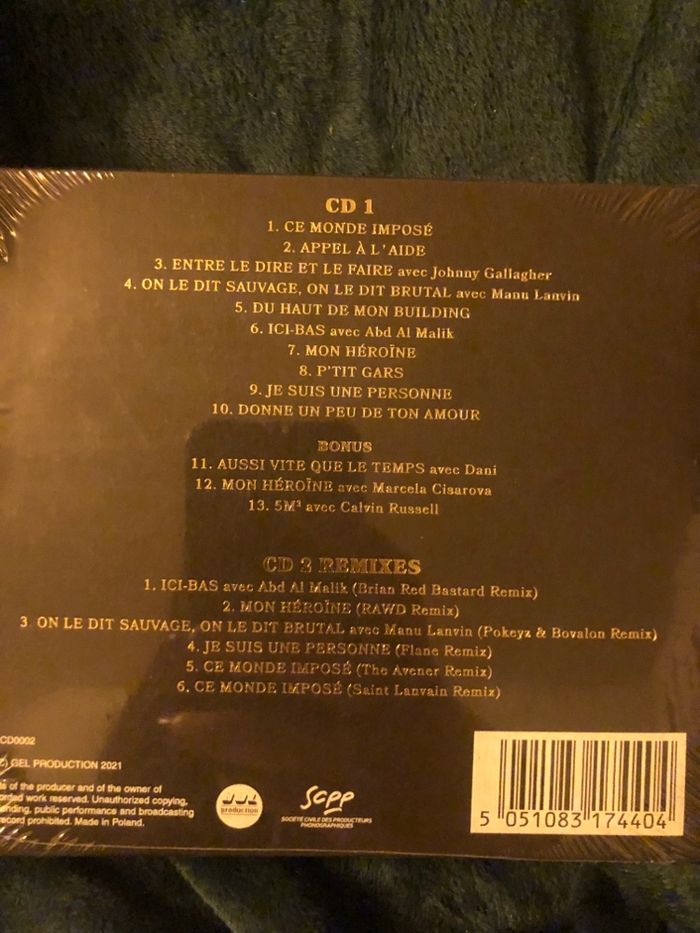 CD 1
1. CE MONDE IMPOSÉ
2. APPEL À L'AIDE
3. ENTRE LE DIRE ET LE FAIRE avec Johnny Gallagher
4. ON LE DIT SAUVAGE, ON LE DIT BRUTAL avec Manu Lanvin
5. DU HAUT DE MON BUILDING
6. ICI-BAS avec Abd Al Malik
7. MON HÉROÏNE
8. P'TIT GARS
9. JE SUIS UNE PERSONNE
10. DONNE UN PEU DE TON AMOUR
BONUS
11. AUSSI VITE QUE LE TEMPS avec Dani
12. MON HÉROÏNE avec Marcela Cisarova
13. 5M² avec Calvin Russell
CD 2 REMIXES
1. ICI-BAS avec Abd Al Malik (Brian Red Bastard Remix)
2. MON HÉROÏNE (RAWD Remix)
3. ON LE DIT SAUVAGE, ON LE DIT BRUTAL avec Manu Lanvin (Pokeyz & Bovalon Remix)
4. JE SUIS UNE PERSONNE (Flane Remix)
5. CE MONDE IMPOSÉ (The Avener Remix)
6. CE MONDE IMPOSÉ (Saint Lanvain Remix)
CD0002
GEL PRODUCTION 2021
of the producer and of the owner of
work reserved. Unauthorized copying,
public performance and broadcasting
prohibited. Made in Poland.
production
SCPP
SOCIÉTÉ CIVILE DES PRODUCTEURS
PHONOGRAPHIQUES
5 051083 174404